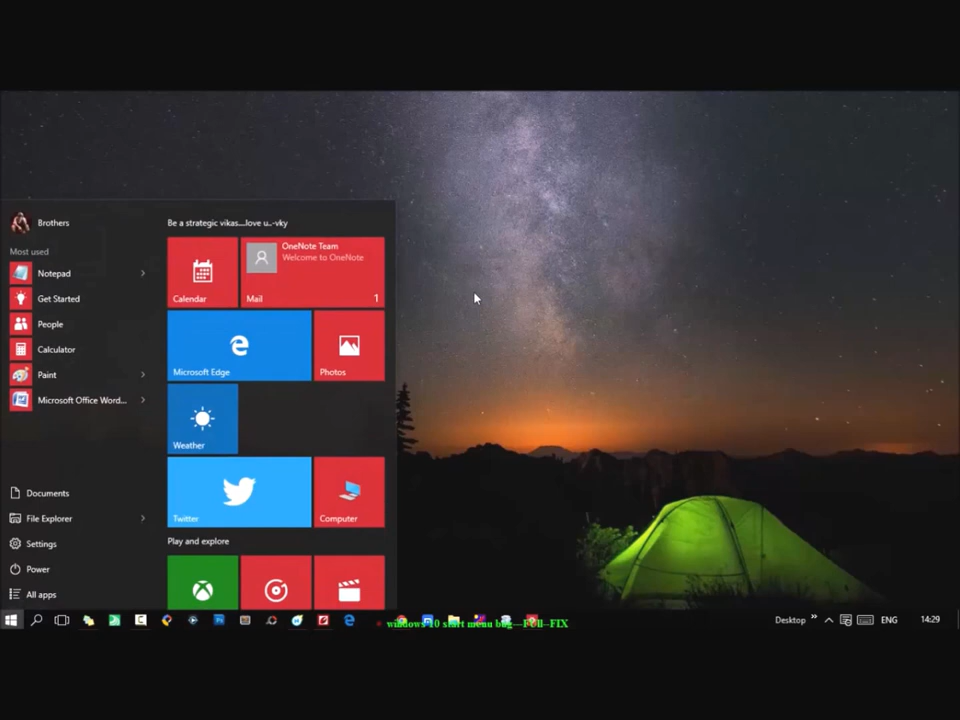 Brothers
Be a strategic vikas....love u..-vky
Most used
Notepad
Get Started
People
Calculator
Paint
Microsoft Office Word...
Documents
File Explorer
Settings
Power
All apps
Calendar
OneNote Team
Welcome to OneNote
Mail 1
Microsoft Edge
Photos
Weather
Twitter
Computer
Play and explore
windows 10 start menu bug---FUll--FIX
Desktop
ENG
14:29